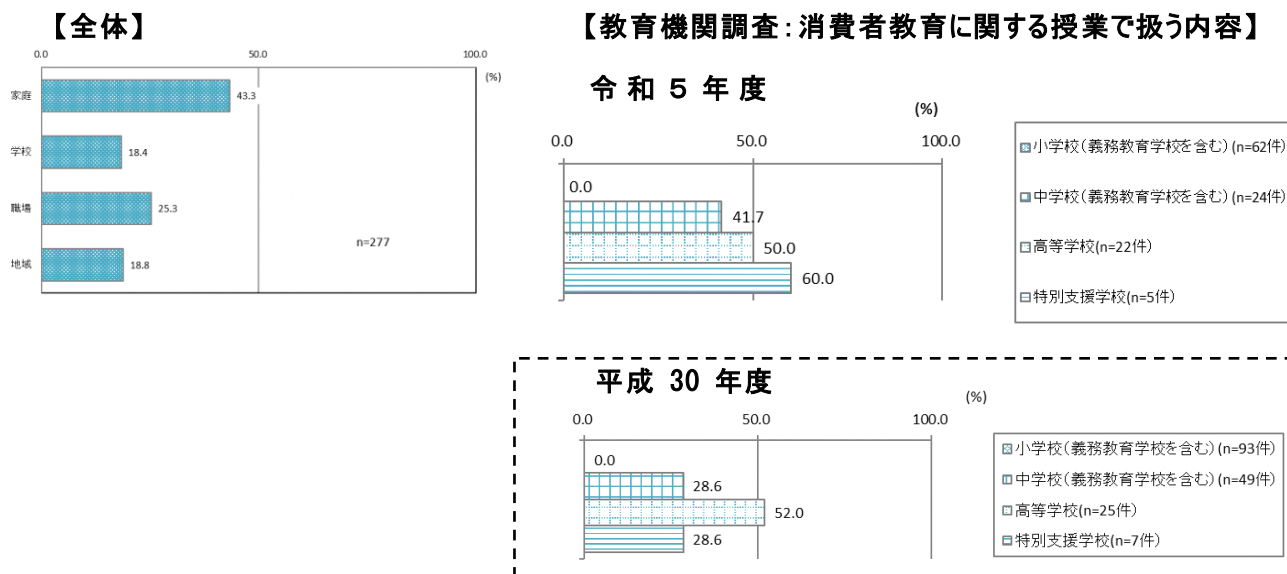 【全体】
0.0 50.0 100.0
(%)
家庭 43.3
学校 18.4
職場 25.3
地域 18.8
n=277
【教育機関調査:消費者教育に関する授業で扱う内容】
令和5年度
(%)
0.0 50.0 100.0
0.0
41.7
50.0
60.0
小学校(義務教育学校を含む)(n=62件)
中学校(義務教育学校を含む)(n=24件)
高等学校(n=22件)
特別支援学校(n=5件)
平成 30 年度
(%)
0.0 50.0 100.0
0.0
28.6
52.0
28.6
小学校(義務教育学校を含む)(n=93件)
中学校(義務教育学校を含む)(n=49件)
高等学校(n=25件)
特別支援学校(n=7件)